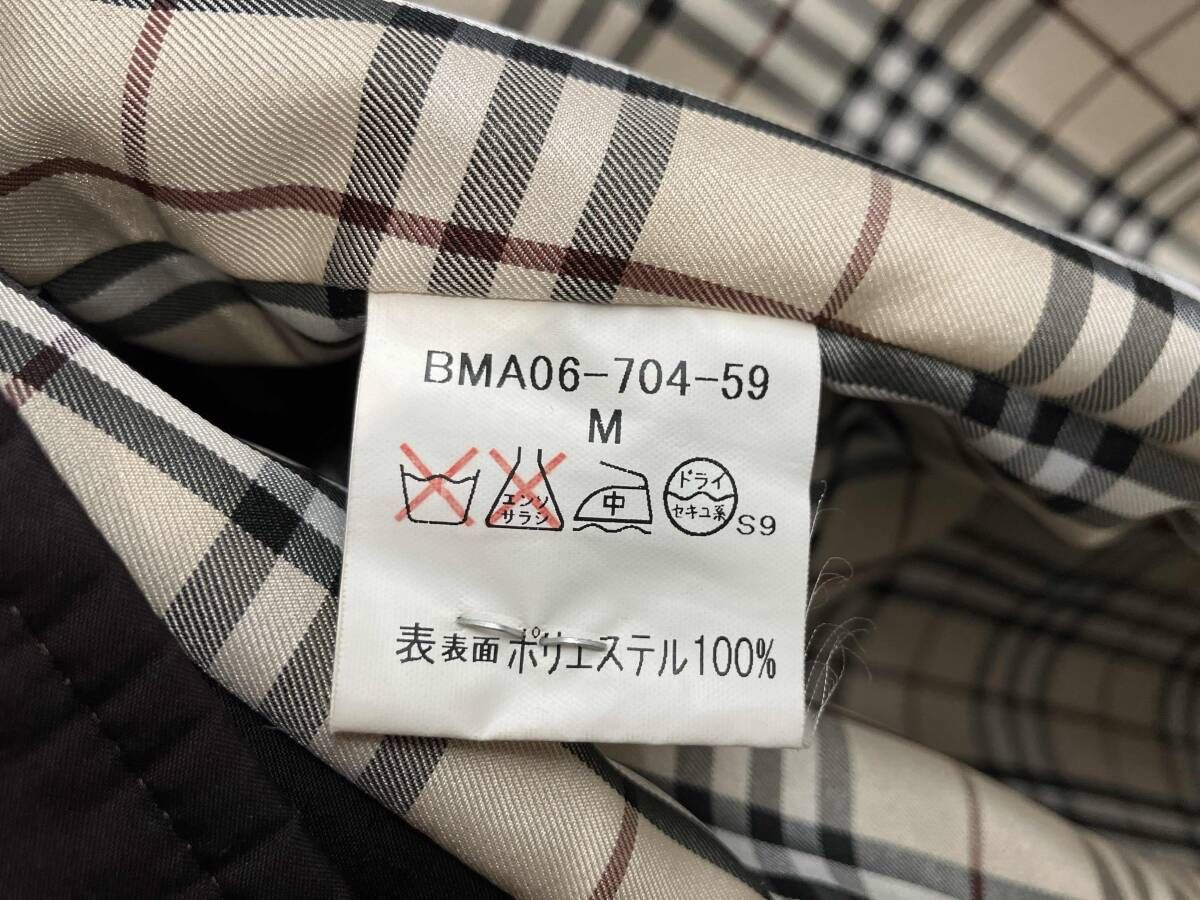 BMA06-704-59
M
エンソ サラシ 中 ドライ セキユ系 S9
表 表面 ポリエステル100%